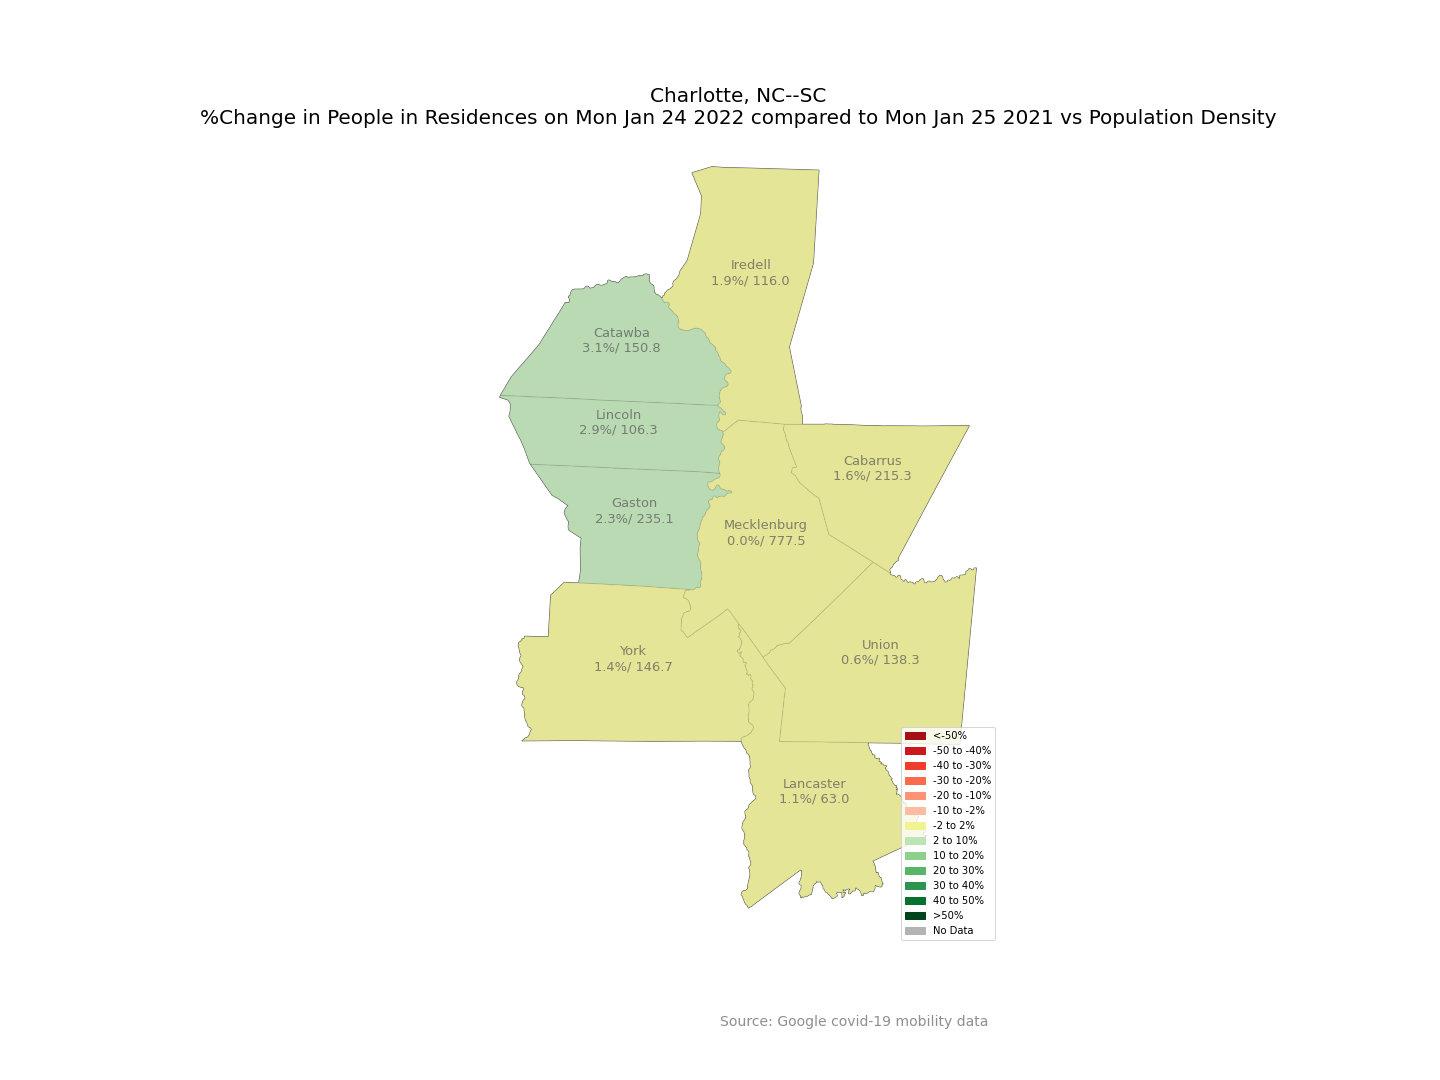 Charlotte, NC--SC
%Change in People in Residences on Mon Jan 24 2022 compared to Mon Jan 25 2021 vs Population Density
Iredell
1.9%/ 116.0
Catawba
3.1%/ 150.8
Lincoln
2.9%/ 106.3
Cabarrus
1.6%/ 215.3
Gaston
2.3%/ 235.1
Mecklenburg
0.0%/ 777.5
Union
0.6%/ 138.3
York
1.4%/ 146.7
Lancaster
1.1%/ 63.0
<-50%
-50 to -40%
-40 to -30%
-30 to -20%
-20 to -10%
-10 to -2%
-2 to 2%
2 to 10%
10 to 20%
20 to 30%
30 to 40%
40 to 50%
>50%
No Data
Source: Google covid-19 mobility data